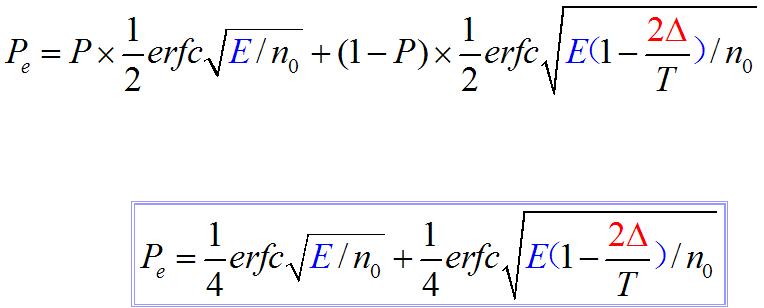 P_e = P × 1/2 erfc√(E/n_0) + (1−P) × 1/2 erfc√(E(1−2Δ/T)/n_0)
P_e = 1/4 erfc√(E/n_0) + 1/4 erfc√(E(1−2Δ/T)/n_0)